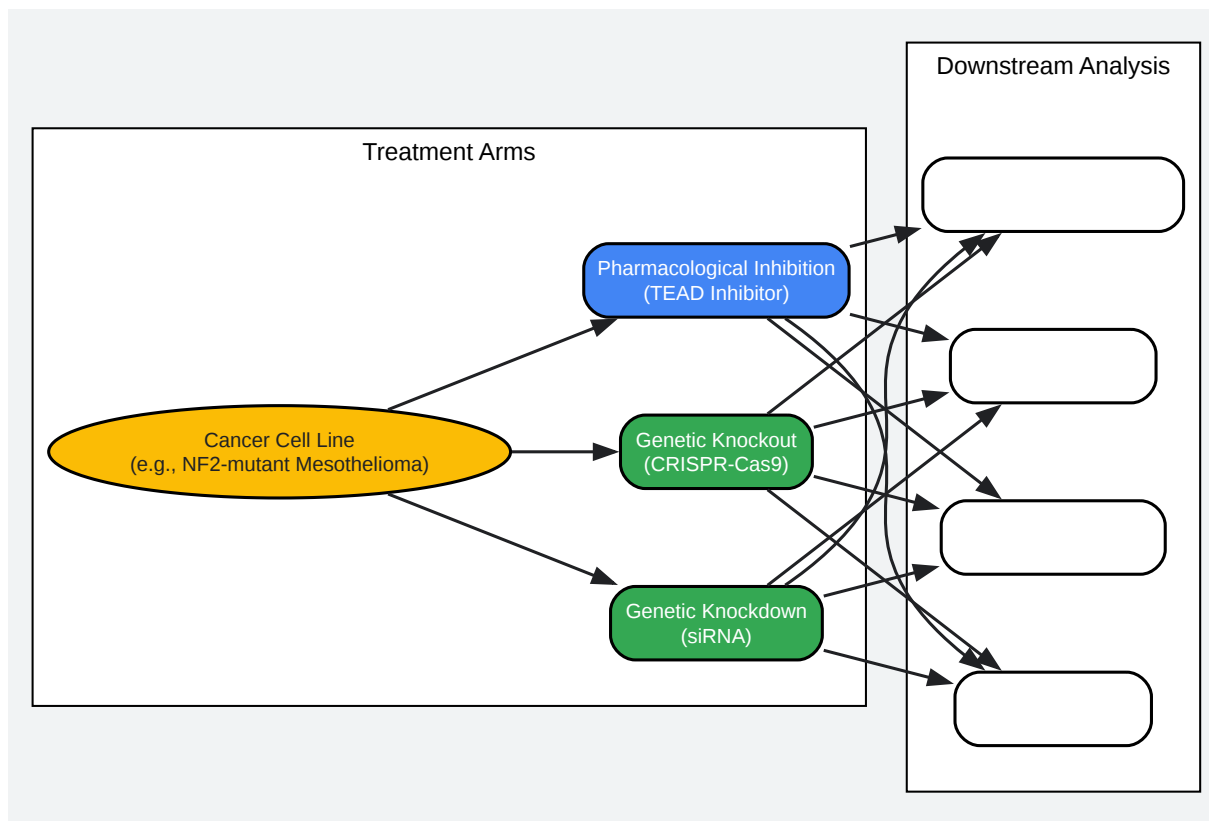 Downstream Analysis
Treatment Arms
Pharmacological Inhibition
(TEAD Inhibitor)
Cancer Cell Line
(e.g., NF2-mutant Mesothelioma)
Genetic Knockout
(CRISPR-Cas9)
Genetic Knockdown
(siRNA)